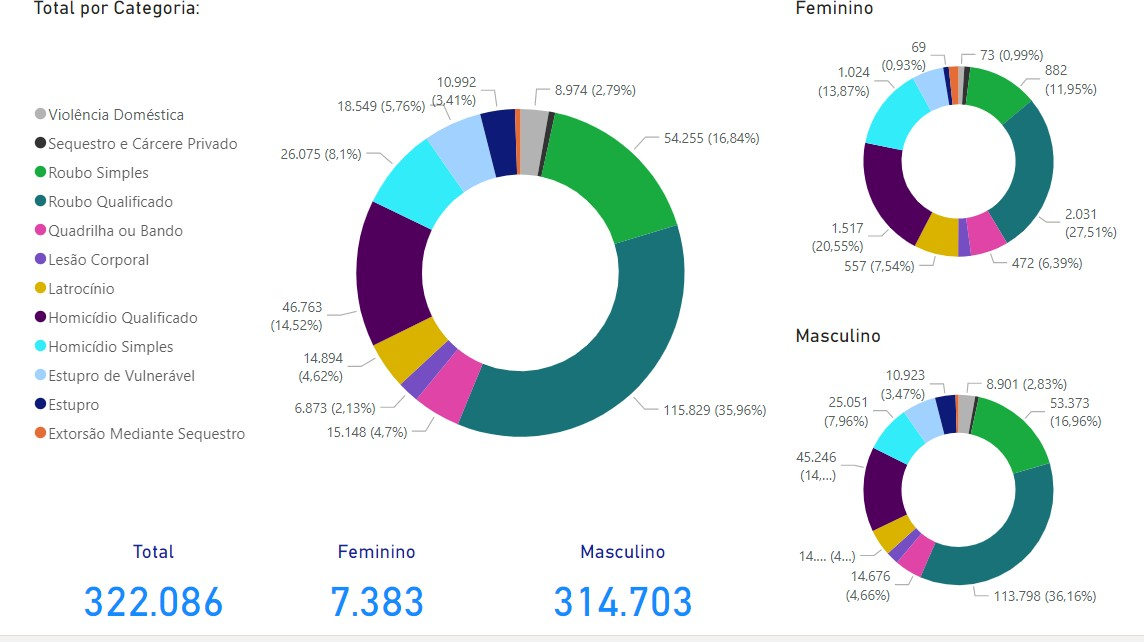 Total por Categoria:
Violência Doméstica
Sequestro e Cárcere Privado
Roubo Simples
Roubo Qualificado
Quadrilha ou Bando
Lesão Corporal
Latrocínio
Homicídio Qualificado
Homicídio Simples
Estupro de Vulnerável
Estupro
Extorsão Mediante Sequestro
10.992
(3,41%)
8.974 (2,79%)
18.549 (5,76%)
54.255 (16,84%)
26.075 (8,1%)
46.763
(14,52%)
14.894
(4,62%)
6.873 (2,13%)
15.148 (4,7%)
115.829 (35,96%)
Feminino
69
(0,93%)
73 (0,99%)
1.024
(13,87%)
882
(11,95%)
2.031
(27,51%)
1.517
(20,55%)
557 (7,54%)
472 (6,39%)
Masculino
10.923
(3,47%)
8.901 (2,83%)
25.051
(7,96%)
53.373
(16,96%)
45.246
(14,...)
14.... (4...)
14.676
(4,66%)
113.798 (36,16%)
Total
Feminino
Masculino
322.086
7.383
314.703